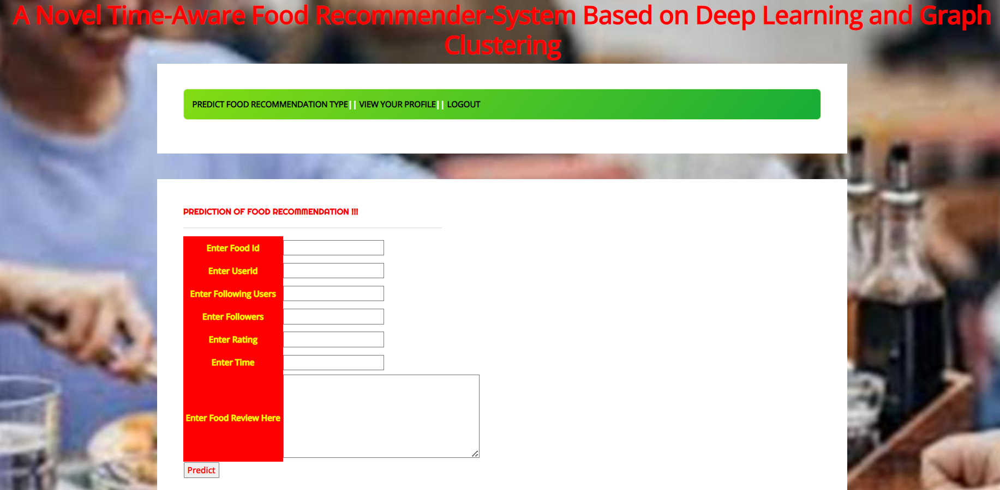 A Novel Time-Aware Food Recommender-System Based on Deep Learning and Graph
Clustering
PREDICT FOOD RECOMMENDATION TYPE|| VIEW YOUR PROFILE|| LOGOUT
PREDICTION OF FOOD RECOMMENDATION !!!
Enter Food Id
Enter Userid
Enter Following Users
Enter Followers
Enter Rating
Enter Time
Enter Food Review Here
Predict